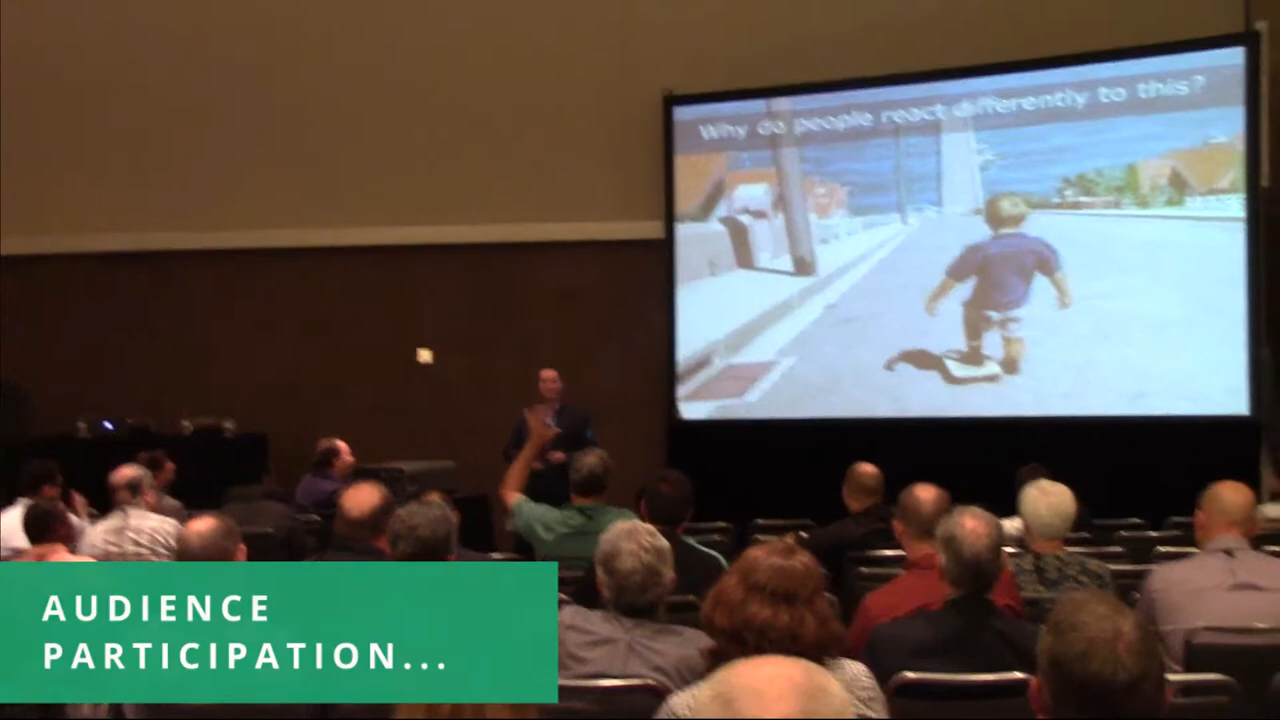 Why do people react differently to this?
AUDIENCE
PARTICIPATION...